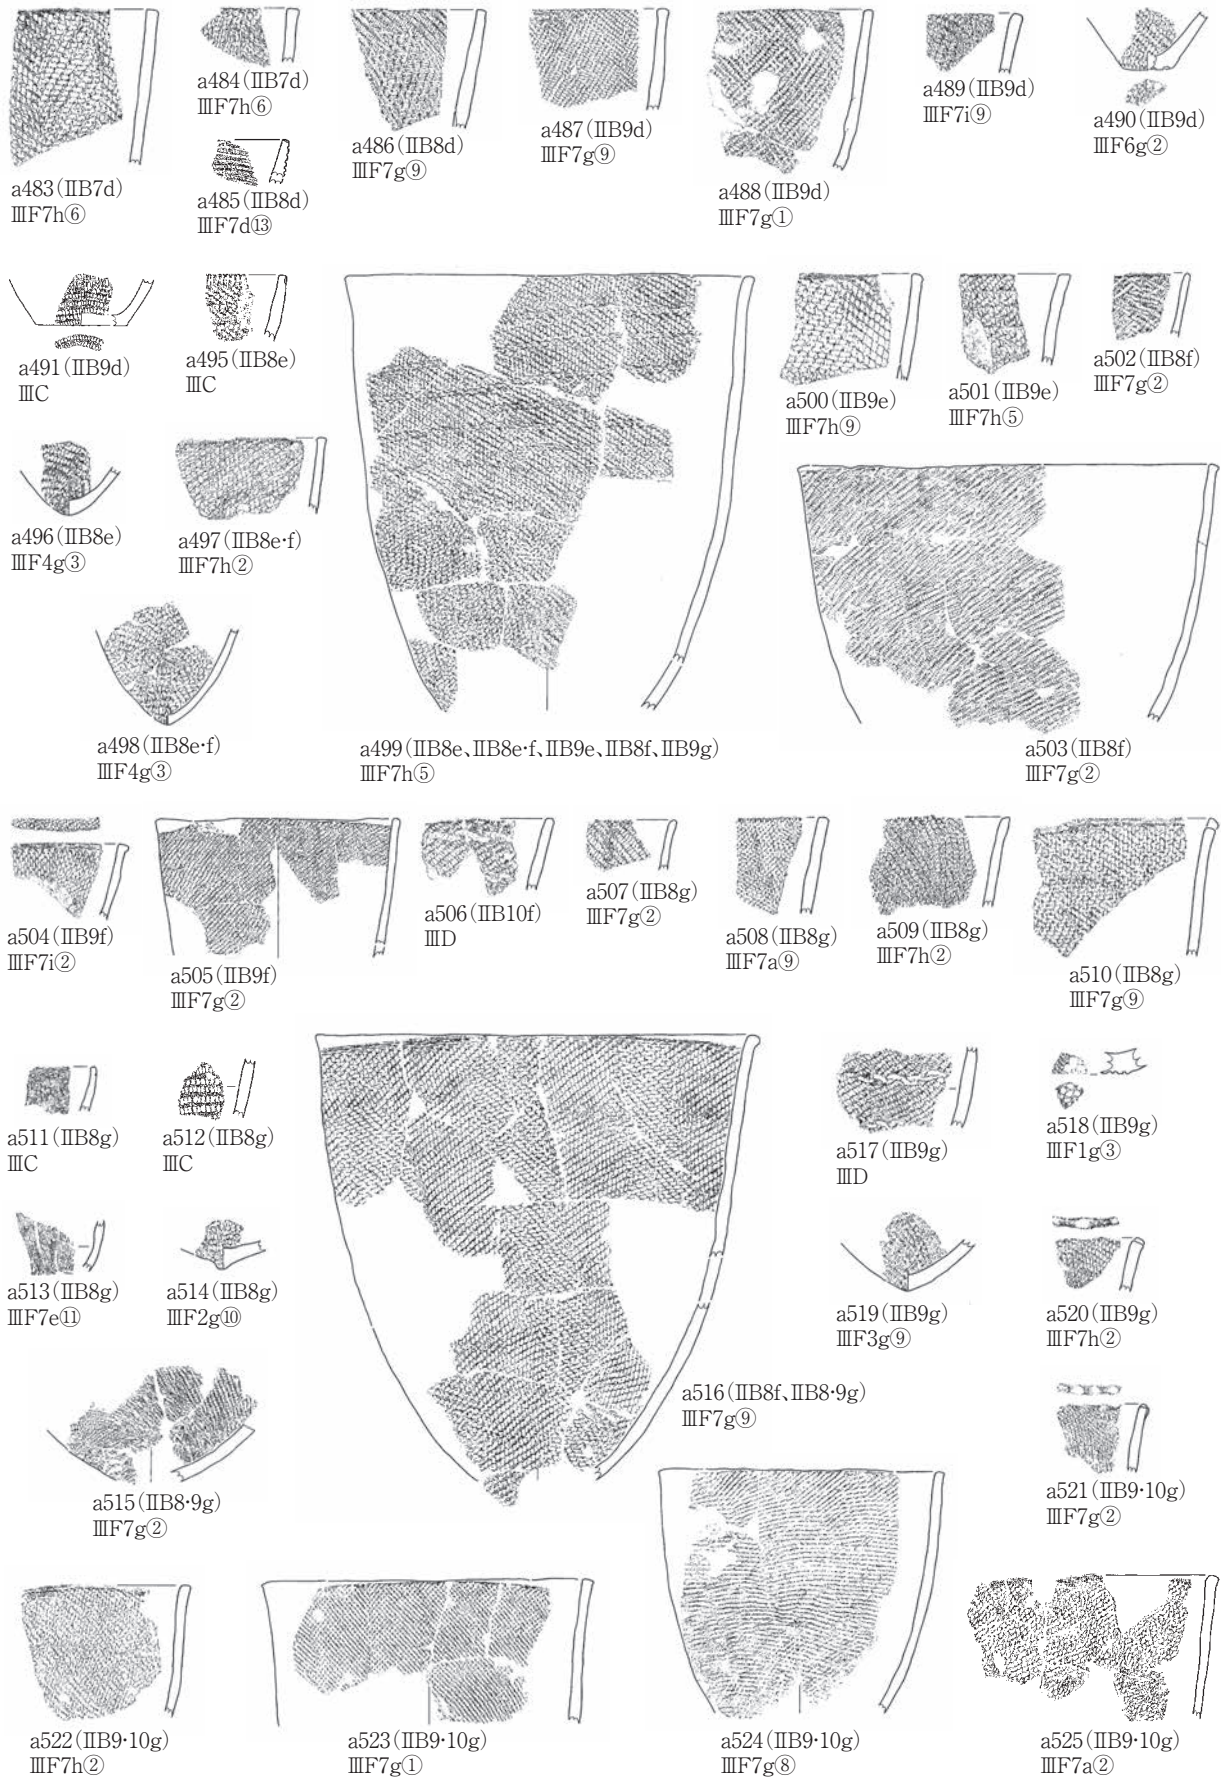 a483(ⅡB7d)
ⅢF7h⑥
a484(ⅡB7d)
ⅢF7h⑥
a485(ⅡB8d)
ⅢF7d⑬
a486(ⅡB8d)
ⅢF7g⑨
a487(ⅡB9d)
ⅢF7g⑨
a488(ⅡB9d)
ⅢF7g①
a489(ⅡB9d)
ⅢF7i⑨
a490(ⅡB9d)
ⅢF6g②
a491(ⅡB9d)
ⅢC
a495(ⅡB8e)
ⅢC
a496(ⅡB8e)
ⅢF4g③
a497(ⅡB8e·f)
ⅢF7h②
a498(ⅡB8e·f)
ⅢF4g③
a499(ⅡB8e、ⅡB8e·f、ⅡB9e、ⅡB8f、ⅡB9g)
ⅢF7h⑤
a500(ⅡB9e)
ⅢF7h⑨
a501(ⅡB9e)
ⅢF7h⑤
a502(ⅡB8f)
ⅢF7g②
a503(ⅡB8f)
ⅢF7g②
a504(ⅡB9f)
ⅢF7i②
a505(ⅡB9f)
ⅢF7g②
a506(ⅡB10f)
ⅢD
a507(ⅡB8g)
ⅢF7g②
a508(ⅡB8g)
ⅢF7a⑨
a509(ⅡB8g)
ⅢF7h②
a510(ⅡB8g)
ⅢF7g⑨
a511(ⅡB8g)
ⅢC
a512(ⅡB8g)
ⅢC
a513(ⅡB8g)
ⅢF7e⑪
a514(ⅡB8g)
ⅢF2g⑩
a515(ⅡB8·9g)
ⅢF7g②
a516(ⅡB8f、ⅡB8·9g)
ⅢF7g⑨
a517(ⅡB9g)
ⅢD
a518(ⅡB9g)
ⅢF1g③
a519(ⅡB9g)
ⅢF3g⑨
a520(ⅡB9g)
ⅢF7h②
a521(ⅡB9·10g)
ⅢF7g②
a522(ⅡB9·10g)
ⅢF7h②
a523(ⅡB9·10g)
ⅢF7g①
a524(ⅡB9·10g)
ⅢF7g⑧
a525(ⅡB9·10g)
ⅢF7a②